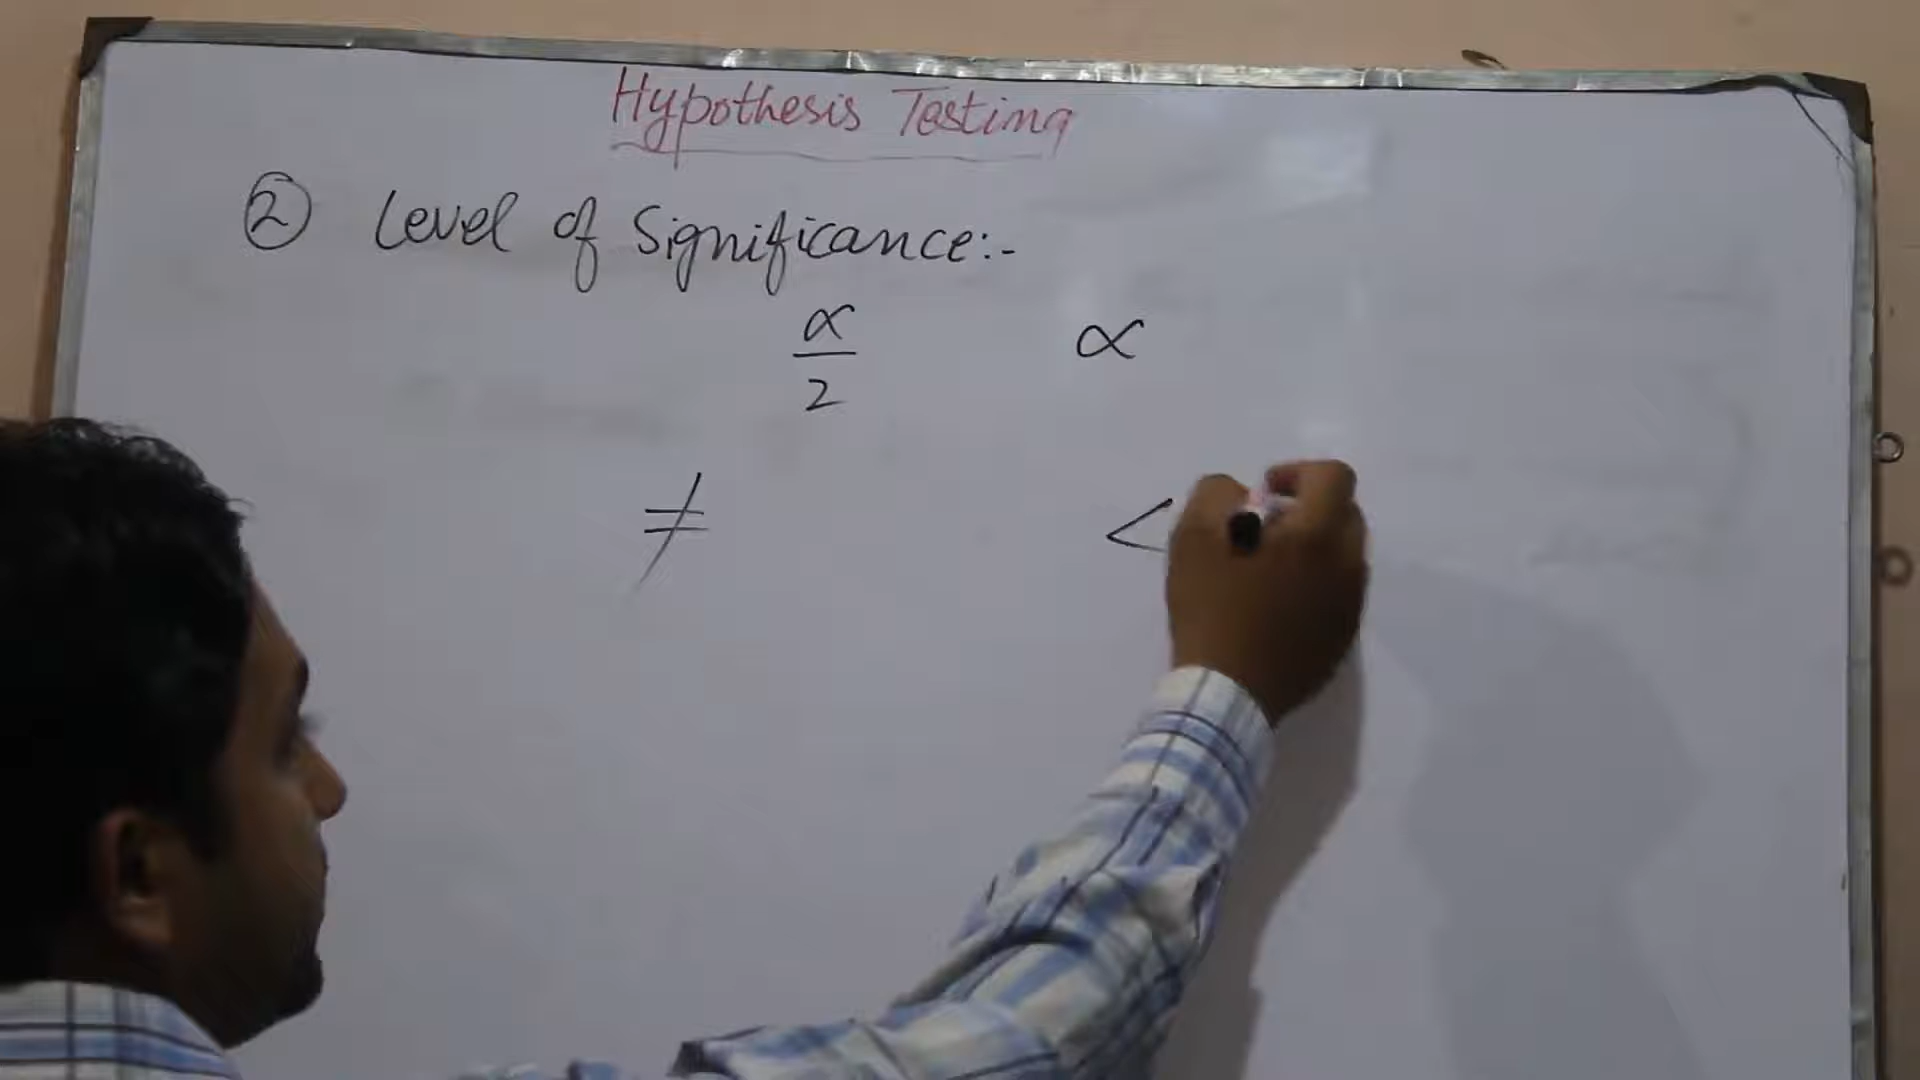 Hypothesis Testing
② Level of Significance:-
α/2 α
≠ <